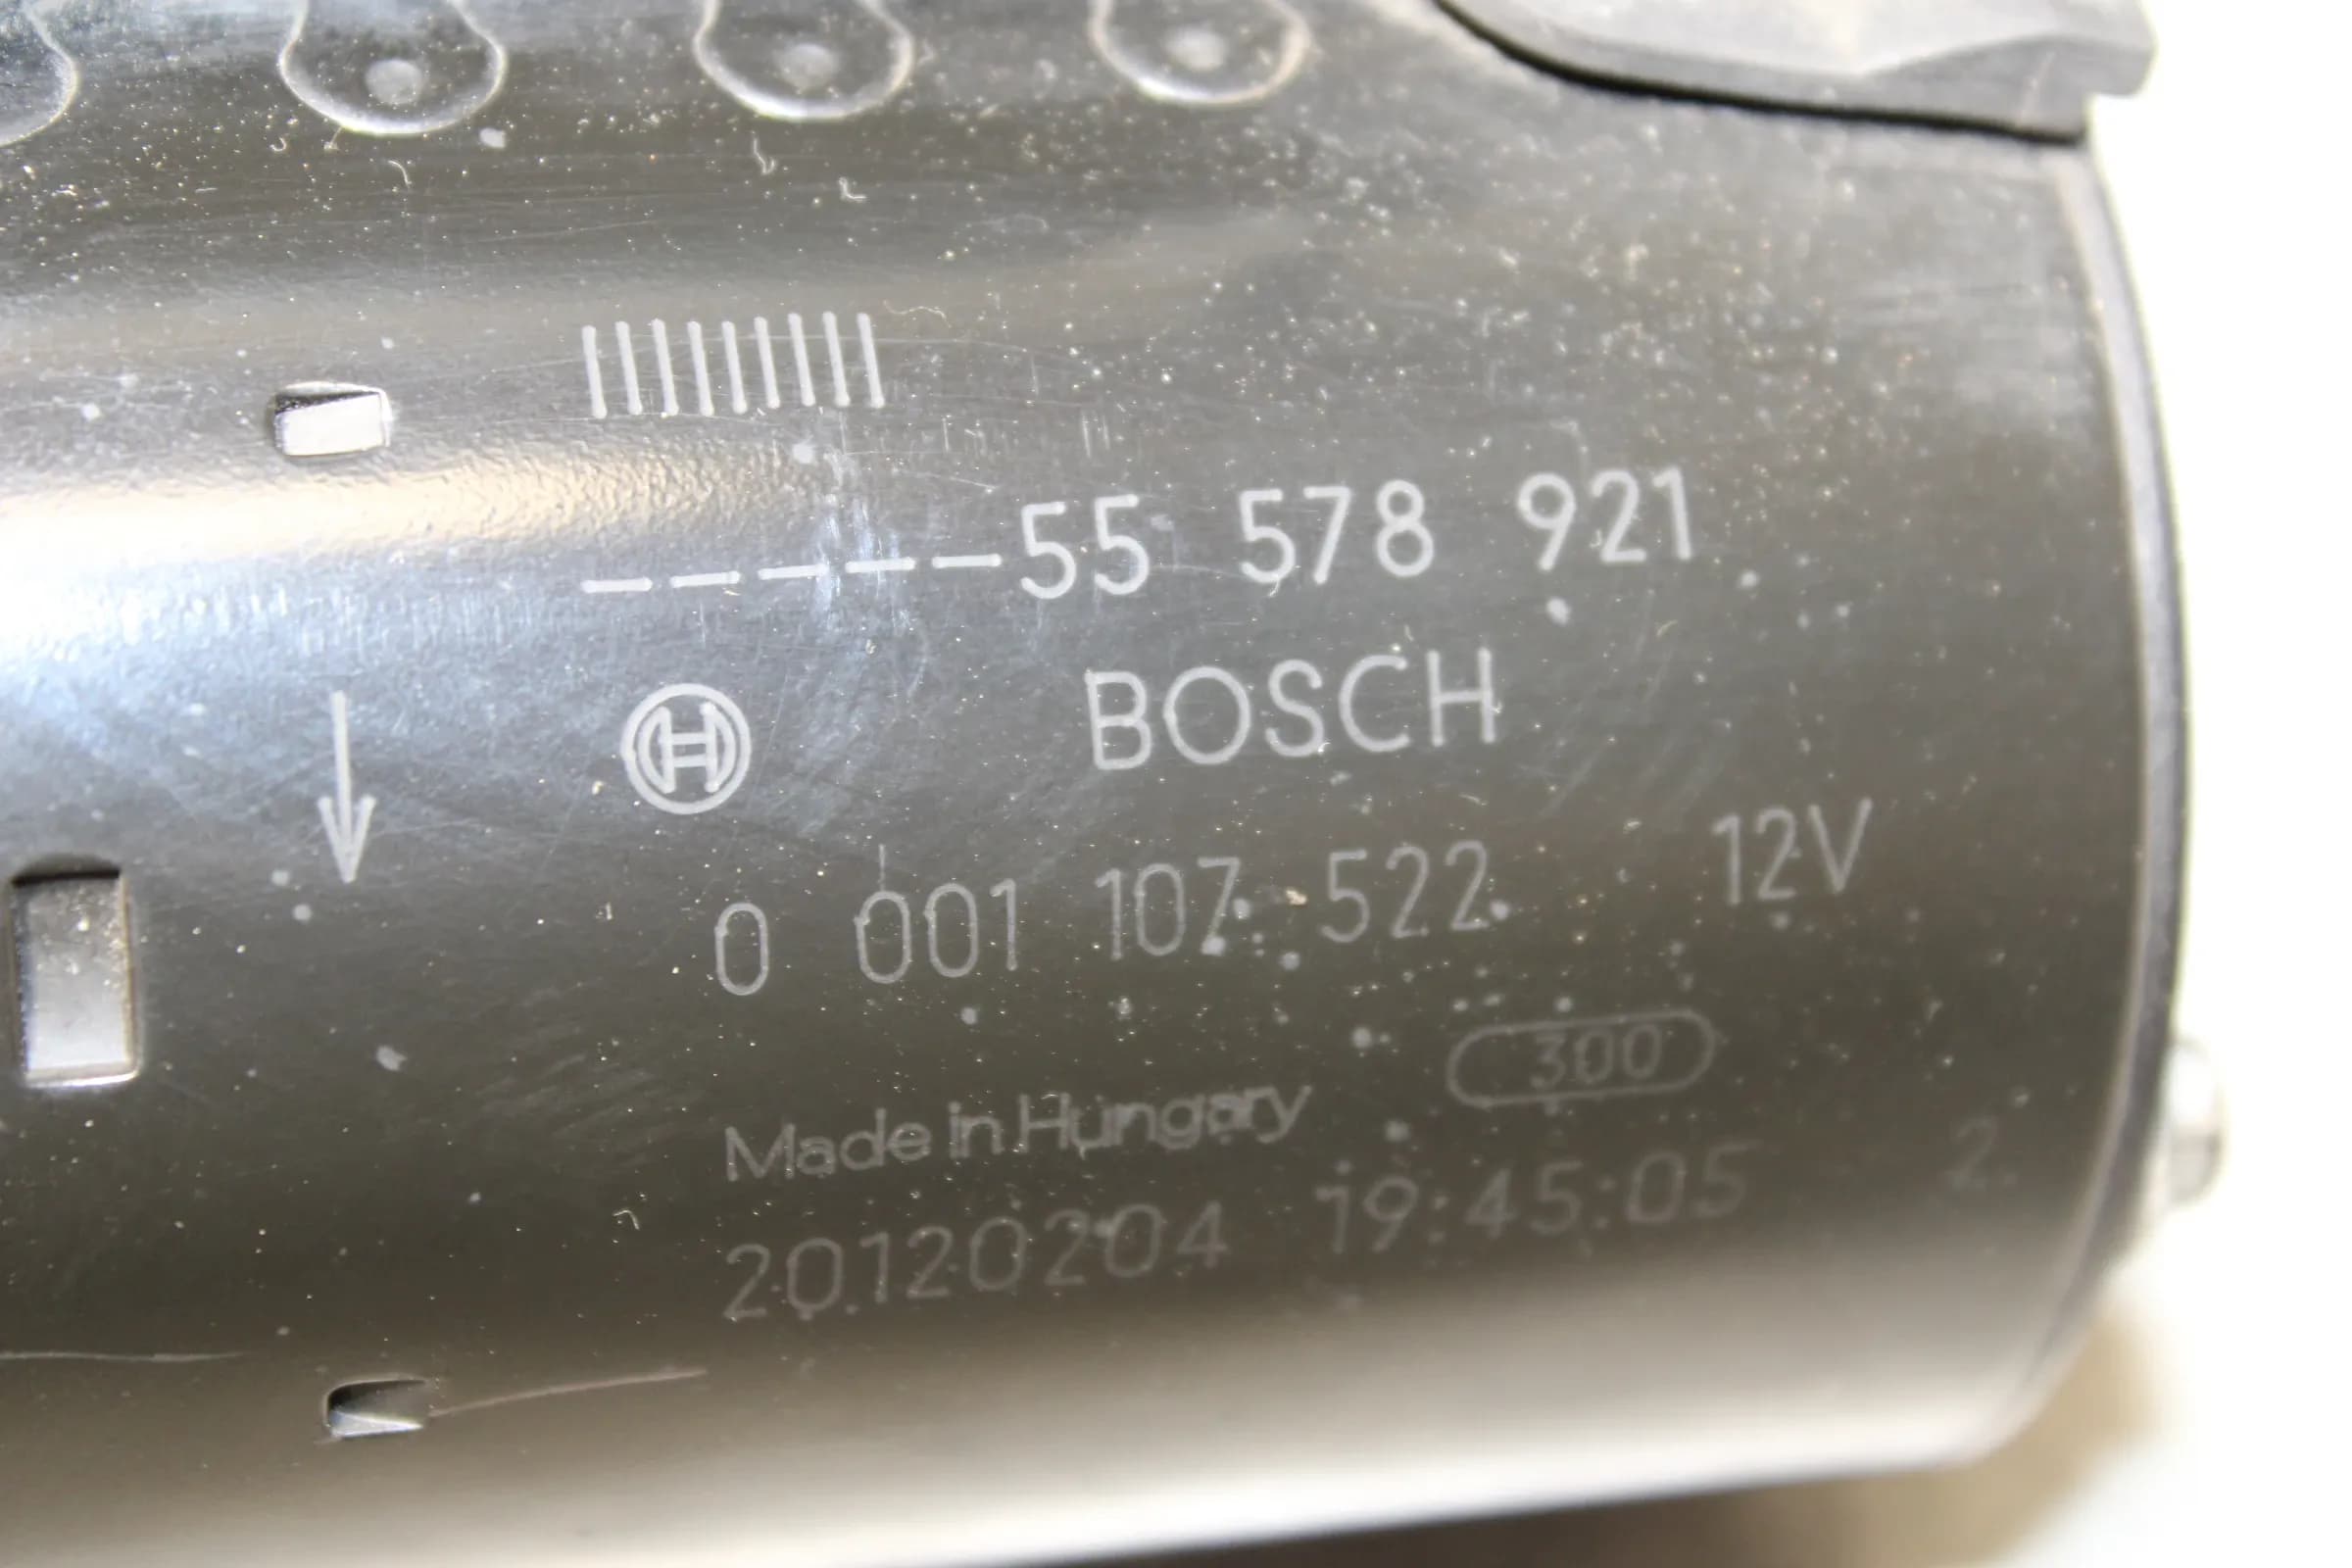 -----55 578 921
BOSCH
0 001 107 522 12V
300
Made in Hungary
20120204 19:45:05 2